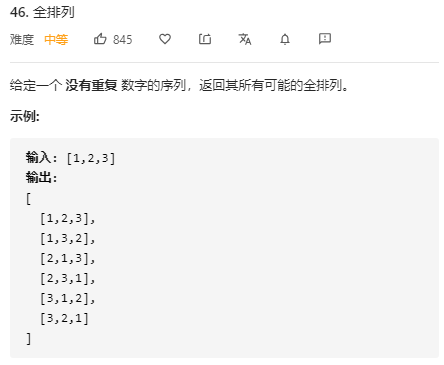 46. 全排列
难度 中等 845
给定一个 没有重复 数字的序列，返回其所有可能的全排列。
示例:
输入: [1,2,3]
输出:
[
  [1,2,3],
  [1,3,2],
  [2,1,3],
  [2,3,1],
  [3,1,2],
  [3,2,1]
]